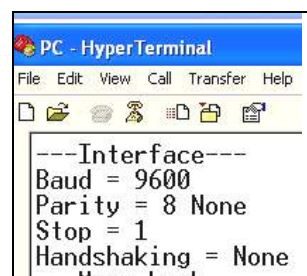 PC - HyperTerminal
File Edit View Call Transfer Help
---Interface---
Baud = 9600
Parity = 8 None
Stop = 1
Handshaking = None